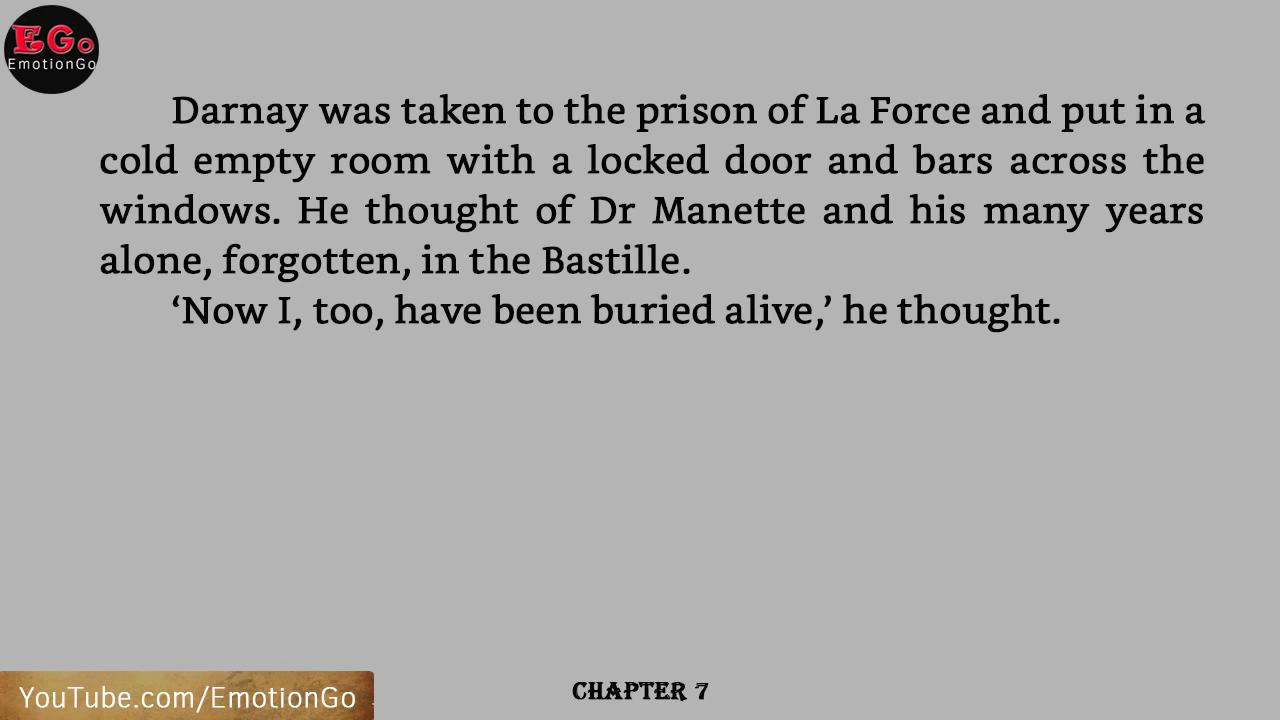 EGo
EmotionGo
Darnay was taken to the prison of La Force and put in a
cold empty room with a locked door and bars across the
windows. He thought of Dr Manette and his many years
alone, forgotten, in the Bastille.
‘Now I, too, have been buried alive,’ he thought.
YouTube.com/EmotionGo
CHAPTER 7